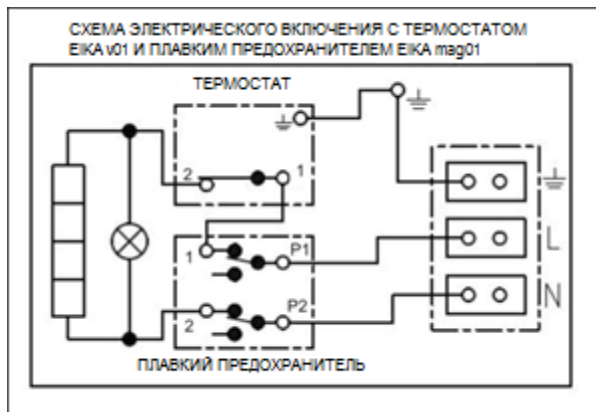 СХЕМА ЭЛЕКТРИЧЕСКОГО ВКЛЮЧЕНИЯ С ТЕРМОСТАТОМ
EIKA v01 И ПЛАВКИМ ПРЕДОХРАНИТЕЛЕМ EIKA mag01
ТЕРМОСТАТ
2
1
1
P1
L
2
P2
N
ПЛАВКИЙ ПРЕДОХРАНИТЕЛЬ